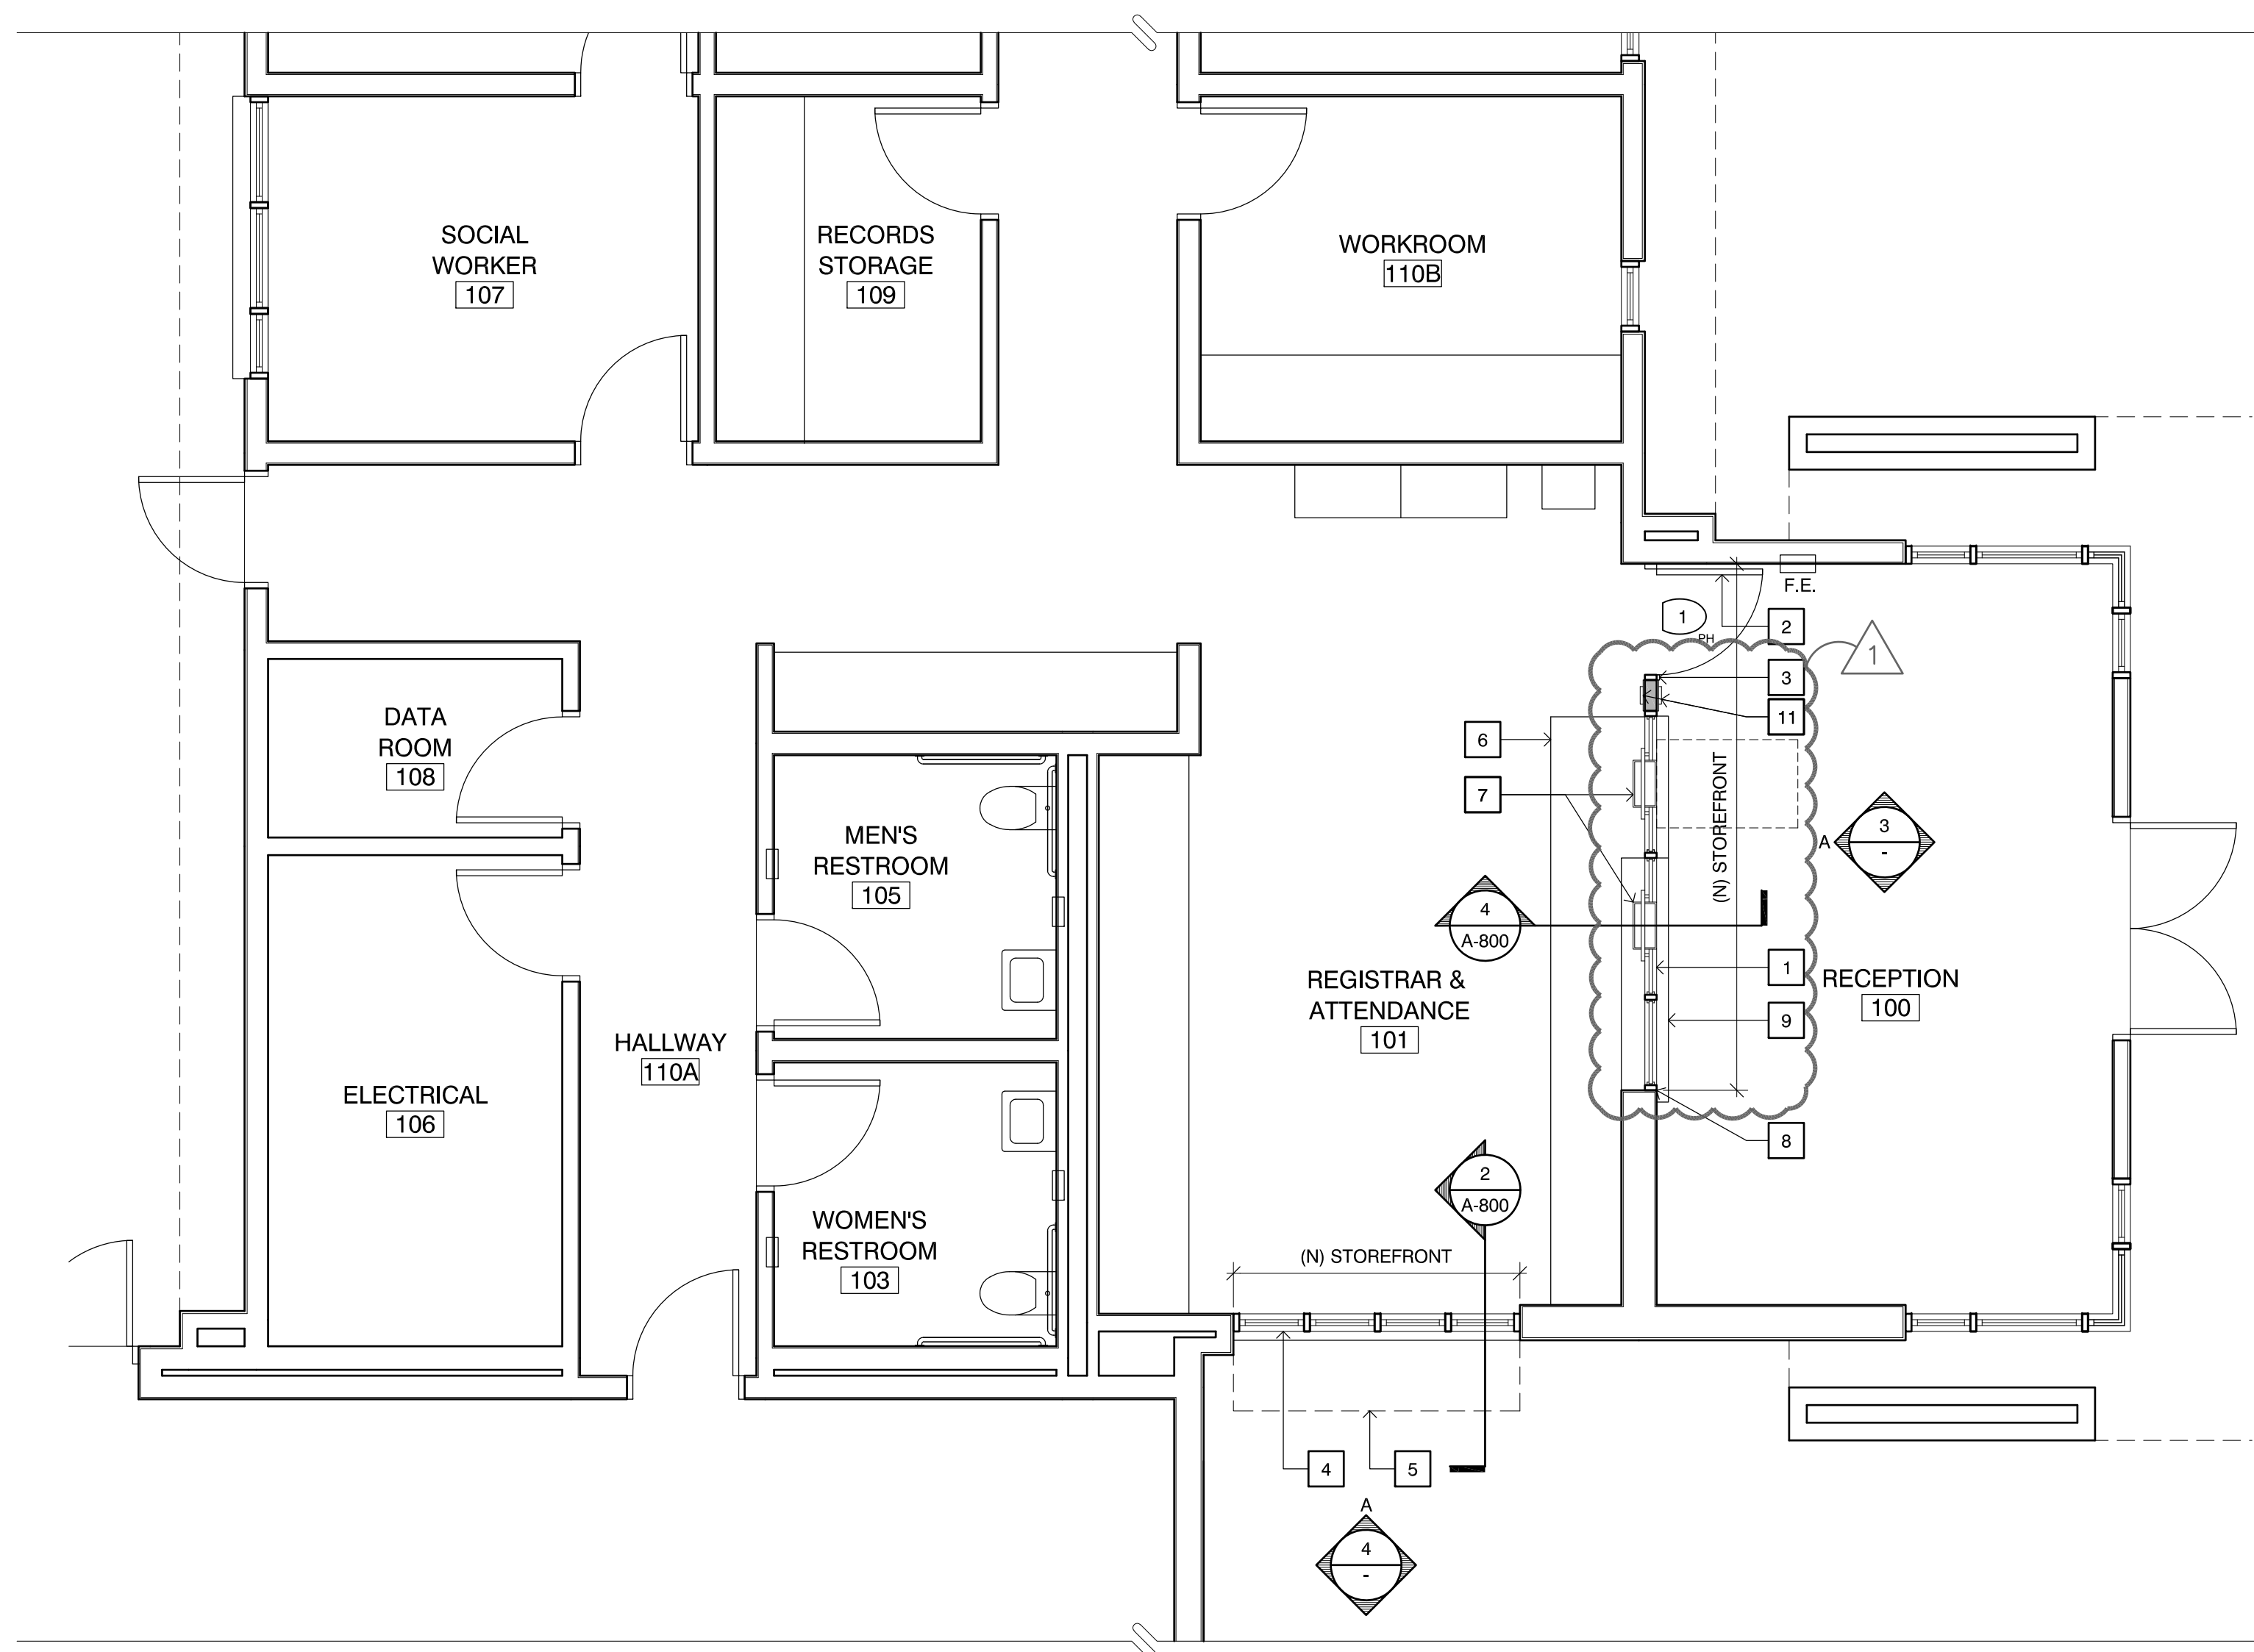 SOCIAL
WORKER
107
RECORDS
STORAGE
109
WORKROOM
110B
F.E.
1
PH
2
1
3
11
DATA
ROOM
108
6
7
(N) STOREFRONT
MEN'S
RESTROOM
105
A
3
-
4
A-800
REGISTRAR &
ATTENDANCE
101
1
RECEPTION
100
9
HALLWAY
110A
ELECTRICAL
106
8
2
A-800
WOMEN'S
RESTROOM
103
(N) STOREFRONT
4
5
A
4
-